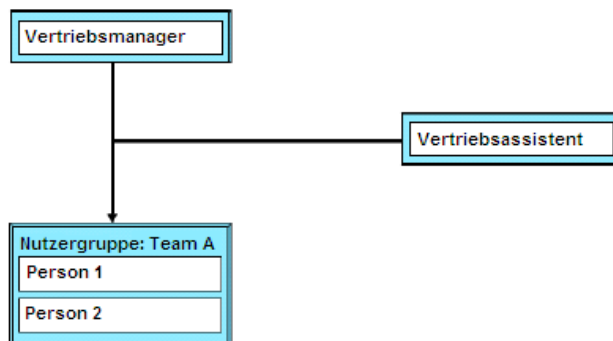 Vertriebsmanager
Vertriebsassistent
Nutzergruppe: Team A
Person 1
Person 2